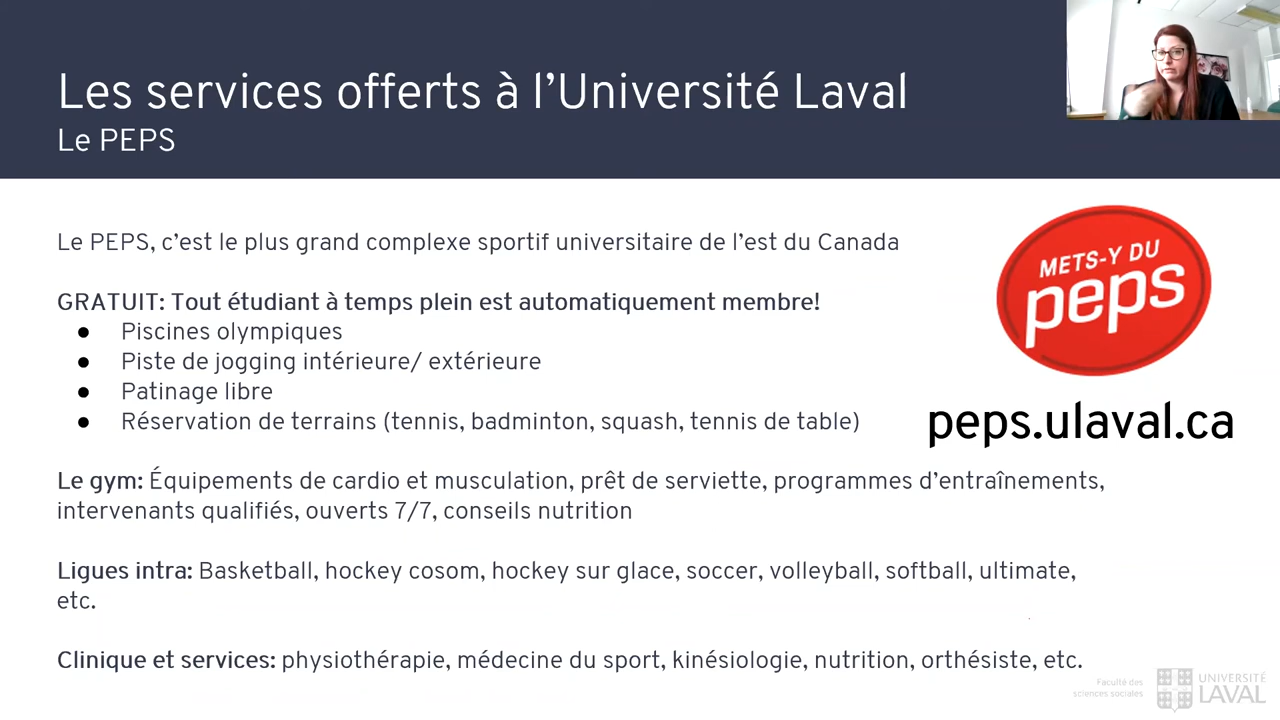 Les services offerts à l'Université Laval
Le PEPS
Le PEPS, c'est le plus grand complexe sportif universitaire de l'est du Canada
GRATUIT: Tout étudiant à temps plein est automatiquement membre!
● Piscines olympiques
● Piste de jogging intérieure/ extérieure
● Patinage libre
● Réservation de terrains (tennis, badminton, squash, tennis de table)
METS-Y DU
peps
peps.ulaval.ca
Le gym: Équipements de cardio et musculation, prêt de serviette, programmes d'entraînements,
intervenants qualifiés, ouverts 7/7, conseils nutrition
Ligues intra: Basketball, hockey cosom, hockey sur glace, soccer, volleyball, softball, ultimate,
etc.
Clinique et services: physiothérapie, médecine du sport, kinésiologie, nutrition, orthésiste, etc.
Faculté des
sciences sociales
UNIVERSITÉ
LAVAL